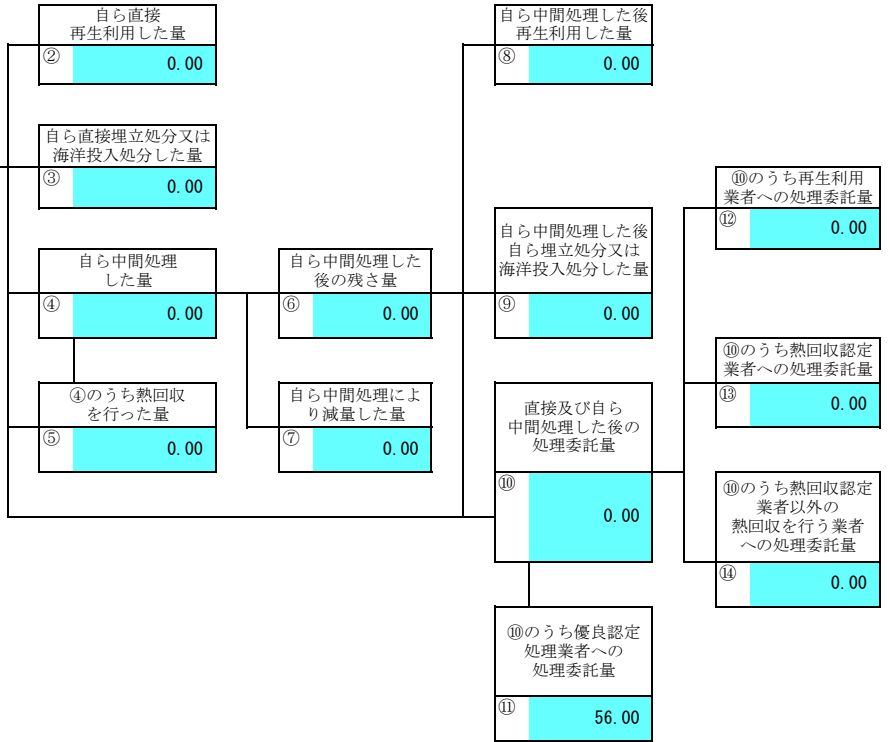 自ら直接
再生利用した量
②
0.00
自ら中間処理した後
再生利用した量
⑧
0.00
自ら直接埋立処分又は
海洋投入処分した量
③
0.00
⑩のうち再生利用
業者への処理委託量
⑫
0.00
自ら中間処理
した量
④
0.00
自ら中間処理した
後の残さ量
⑥
0.00
自ら中間処理した後
自ら埋立処分又は
海洋投入処分した量
⑨
0.00
⑩のうち熱回収認定
業者への処理委託量
⑬
0.00
④のうち熱回収
を行った量
⑤
0.00
自ら中間処理によ
り減量した量
⑦
0.00
直接及び自ら
中間処理した後の
処理委託量
⑩
0.00
⑩のうち熱回収認定
業者以外の
熱回収を行う業者
への処理委託量
⑭
0.00
⑩のうち優良認定
処理業者への
処理委託量
⑪
56.00